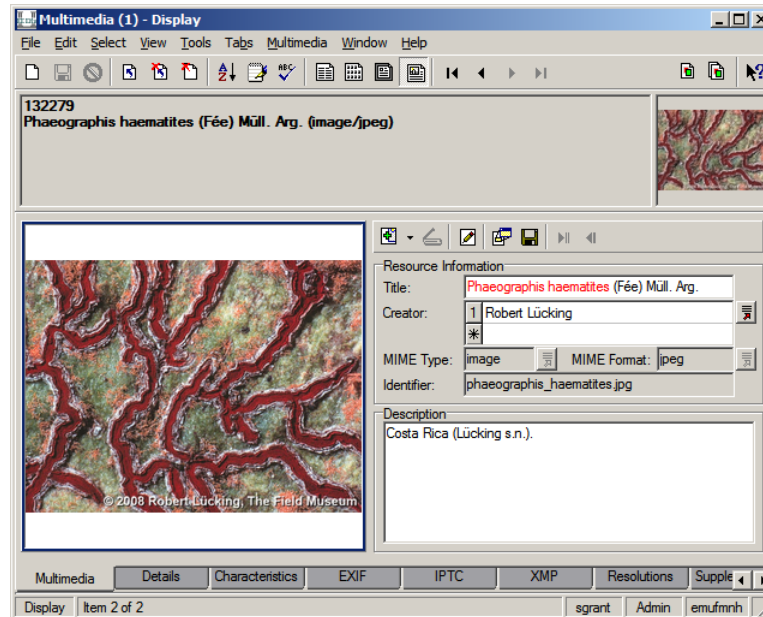 Multimedia (1) - Display
File Edit Select View Tools Tabs Multimedia Window Help
132279
Phaeographis haematites (Fée) Müll. Arg. (image/jpeg)
Resource Information
Title: Phaeographis haematites (Fée) Müll. Arg.
Creator: 1 Robert Lücking
MIME Type: image MIME Format: jpeg
Identifier: phaeographis_haematites.jpg
Description
Costa Rica (Lücking s.n.).
© 2008 Robert Lücking, The Field Museum
Multimedia Details Characteristics EXIF IPTC XMP Resolutions Supple
Display Item 2 of 2 sgrant Admin emufmnh